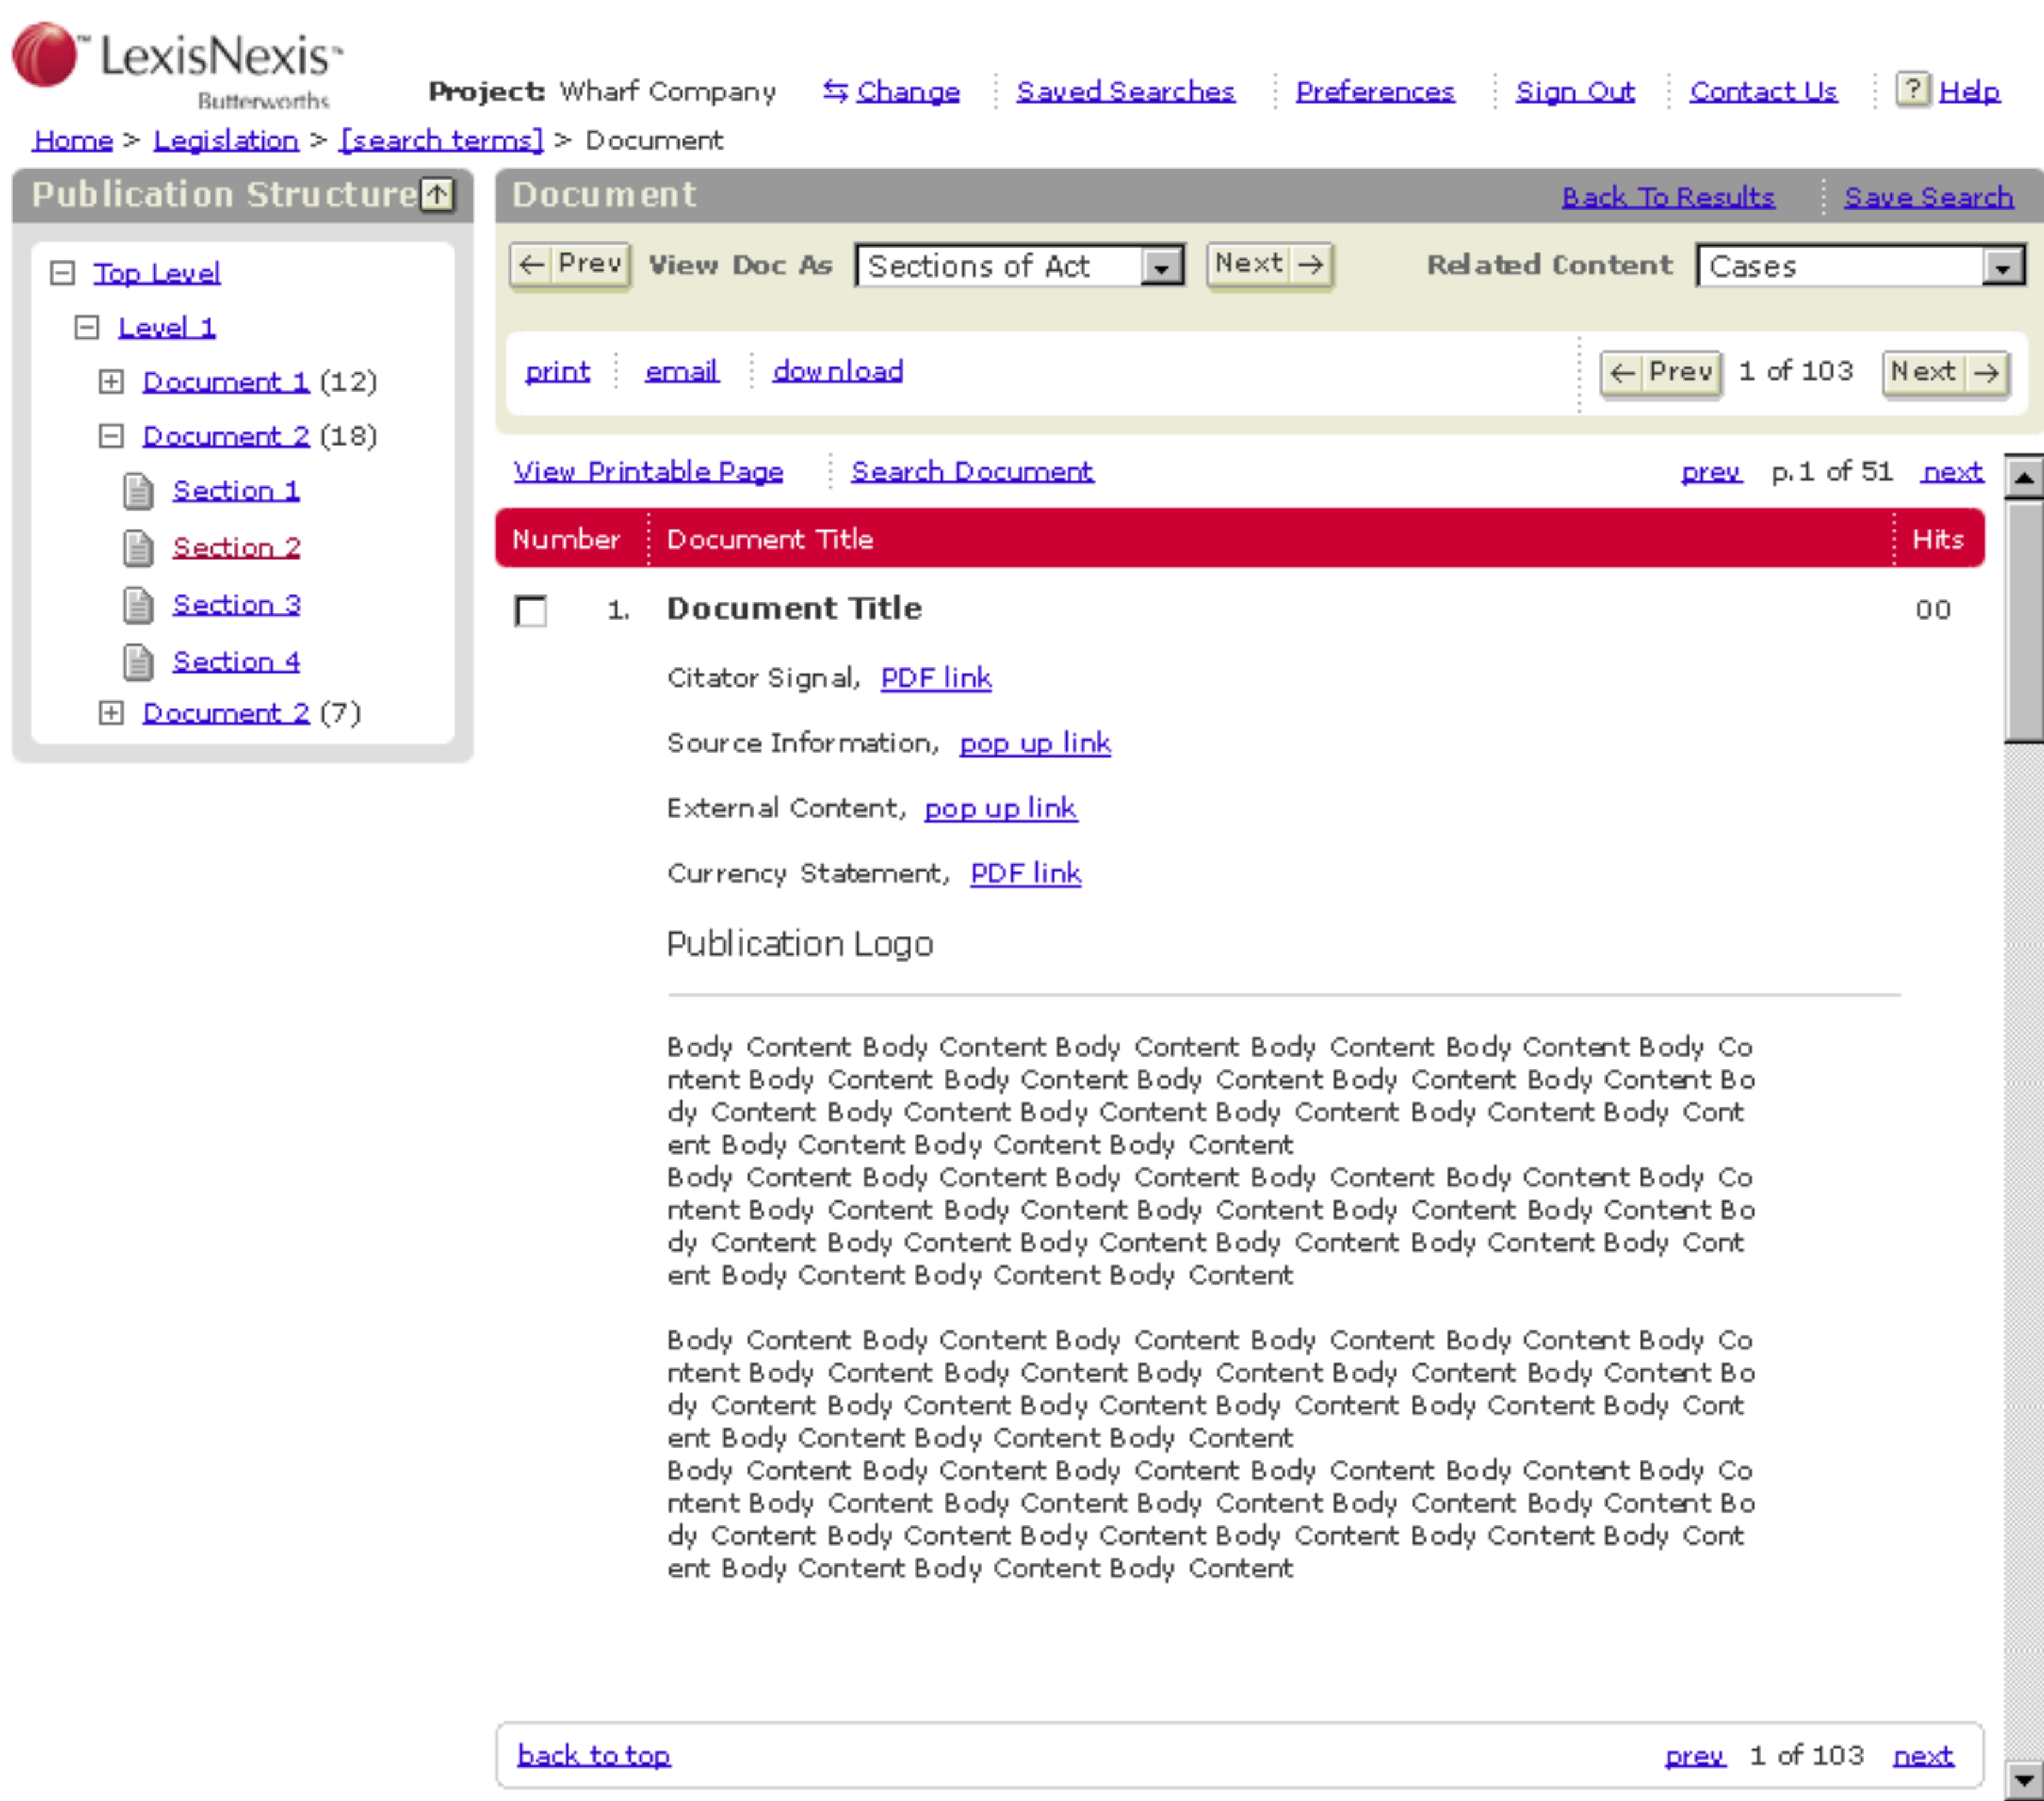 LexisNexis™
Butterworths
Project: Wharf Company ⇆ Change Saved Searches Preferences Sign Out Contact Us ? Help
Home > Legislation > [search terms] > Document
Publication Structure
Top Level
Level 1
Document 1 (12)
Document 2 (18)
Section 1
Section 2
Section 3
Section 4
Document 2 (7)
Document Back To Results Save Search
← Prev View Doc As Sections of Act Next → Related Content Cases
print email download ← Prev 1 of 103 Next →
View Printable Page Search Document prev p.1 of 51 next
Number Document Title Hits
1. Document Title 00
Citator Signal, PDF link
Source Information, pop up link
External Content, pop up link
Currency Statement, PDF link
Publication Logo
Body Content Body Content Body Content Body Content Body Content Body Co
ntent Body Content Body Content Body Content Body Content Body Content Bo
dy Content Body Content Body Content Body Content Body Content Body Cont
ent Body Content Body Content Body Content
Body Content Body Content Body Content Body Content Body Content Body Co
ntent Body Content Body Content Body Content Body Content Body Content Bo
dy Content Body Content Body Content Body Content Body Content Body Cont
ent Body Content Body Content Body Content
Body Content Body Content Body Content Body Content Body Content Body Co
ntent Body Content Body Content Body Content Body Content Body Content Bo
dy Content Body Content Body Content Body Content Body Content Body Cont
ent Body Content Body Content Body Content
Body Content Body Content Body Content Body Content Body Content Body Co
ntent Body Content Body Content Body Content Body Content Body Content Bo
dy Content Body Content Body Content Body Content Body Content Body Cont
ent Body Content Body Content Body Content
back to top prev 1 of 103 next